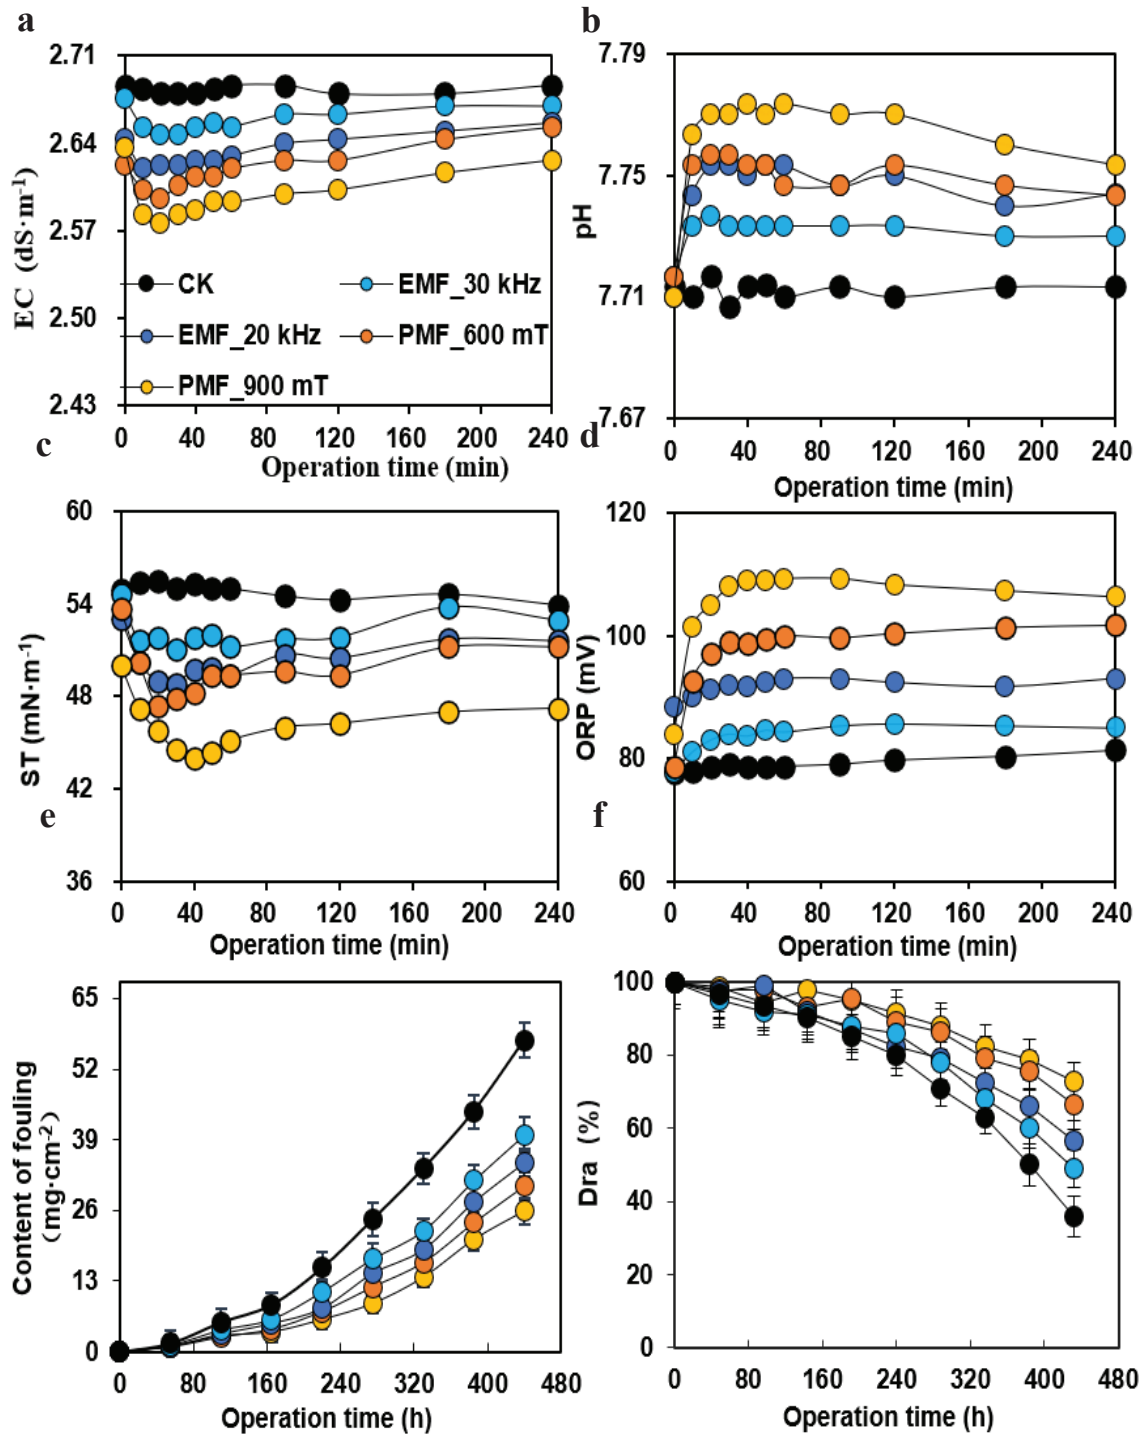 a
2.71
2.64
2.57
2.50
2.43
EC (dS·m⁻¹)
CK
EMF_30 kHz
EMF_20 kHz
PMF_600 mT
PMF_900 mT
0 40 80 120 160 200 240
Operation time (min)
b
7.79
7.75
7.71
7.67
pH
0 40 80 120 160 200 240
Operation time (min)
c
60
54
48
42
36
ST (mN·m⁻¹)
0 40 80 120 160 200 240
Operation time (min)
d
120
100
80
60
ORP (mV)
0 40 80 120 160 200 240
Operation time (min)
e
65
52
39
26
13
0
Content of fouling
(mg·cm⁻²)
0 80 160 240 320 400 480
Operation time (h)
f
100
80
60
40
20
0
Dra (%)
0 80 160 240 320 400 480
Operation time (h)